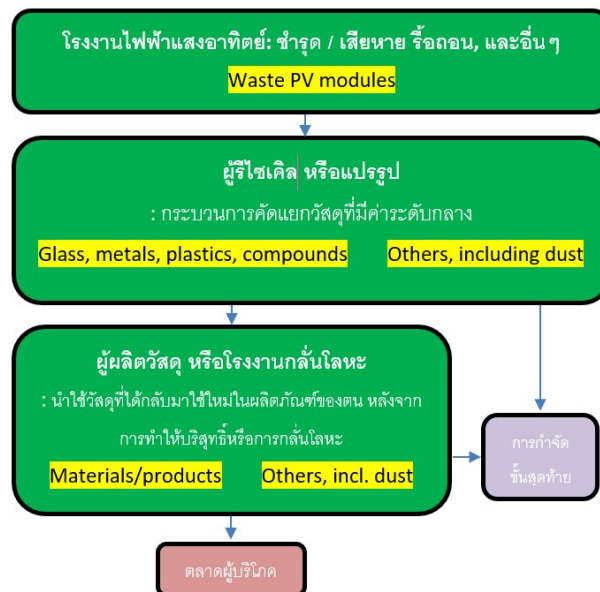 โรงงานไฟฟ้าแสงอาทิตย์: ชำรุด / เสียหาย รื้อถอน, และอื่น ๆ
Waste PV modules
ผู้รีไซเคิล หรือแปรรูป
: กระบวนการคัดแยกวัสดุที่มีค่าระดับกลาง
Glass, metals, plastics, compounds Others, including dust
ผู้ผลิตวัสดุ หรือโรงงานกลั่นโลหะ
: นำใช้วัสดุที่ได้กลับมาใช้ใหม่ในผลิตภัณฑ์ของตน หลังจาก
การทำให้บริสุทธิ์หรือการกลั่นโลหะ
Materials/products Others, incl. dust
การกำจัด
ขั้นสุดท้าย
ตลาดผู้บริโภค